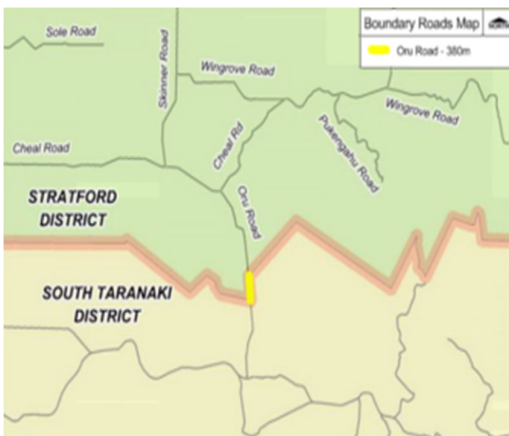 Boundary Roads Map
Oru Road - 380m
Sole Road
Skinner Road
Wingrove Road
Wingrove Road
Cheal Rd
Pukengahu Road
Cheal Road
Oru Road
STRATFORD
DISTRICT
SOUTH TARANAKI
DISTRICT